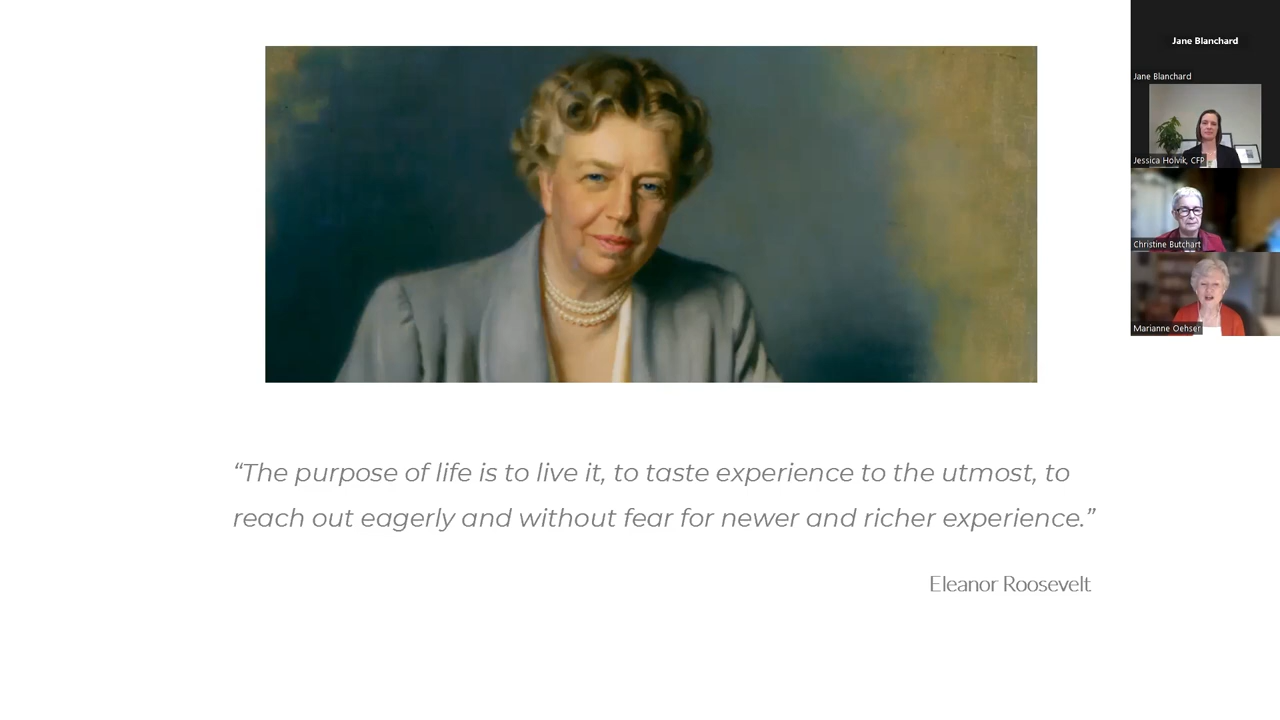 “The purpose of life is to live it, to taste experience to the utmost, to
reach out eagerly and without fear for newer and richer experience.”
Eleanor Roosevelt
Jane Blanchard
Jane Blanchard
Jessica Holvik, CFP
Christine Butchart
Marianne Oehser